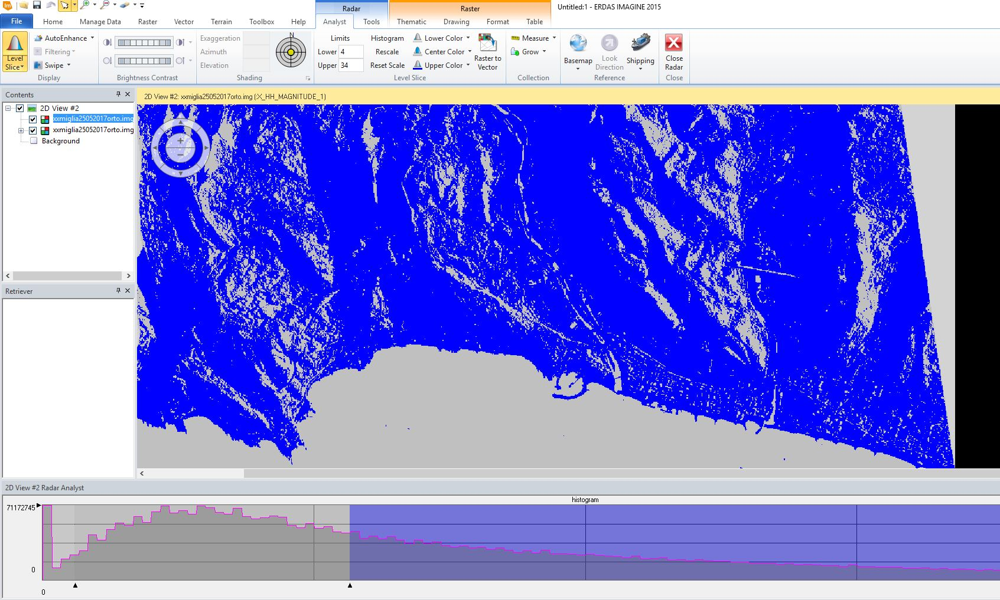 Im
Radar
Raster
Untitled:1 - ERDAS IMAGINE 2015
File
Home
Manage Data
Raster
Vector
Terrain
Toolbox
Help
Analyst
Tools
Thematic
Drawing
Format
Table
Level Slice
AutoEnhance
Filtering
Swipe
Display
Brightness Contrast
Exaggeration
Azimuth
Elevation
N
Shading
Limits
Lower 4
Upper 34
Histogram
Rescale
Reset Scale
Lower Color
Center Color
Upper Color
Raster to Vector
Level Slice
Measure
Grow
Collection
Basemap
Look Direction
Shipping
Reference
Close Radar
Close
Contents
2D View #2
xxmiglia25052017orto.img
xxmiglia25052017orto.img
Background
Retriever
2D View #2: xxmiglia25052017orto.img (:X_HH_MAGNITUDE_1)
2D View #2 Radar Analyst
histogram
71172745
0
0